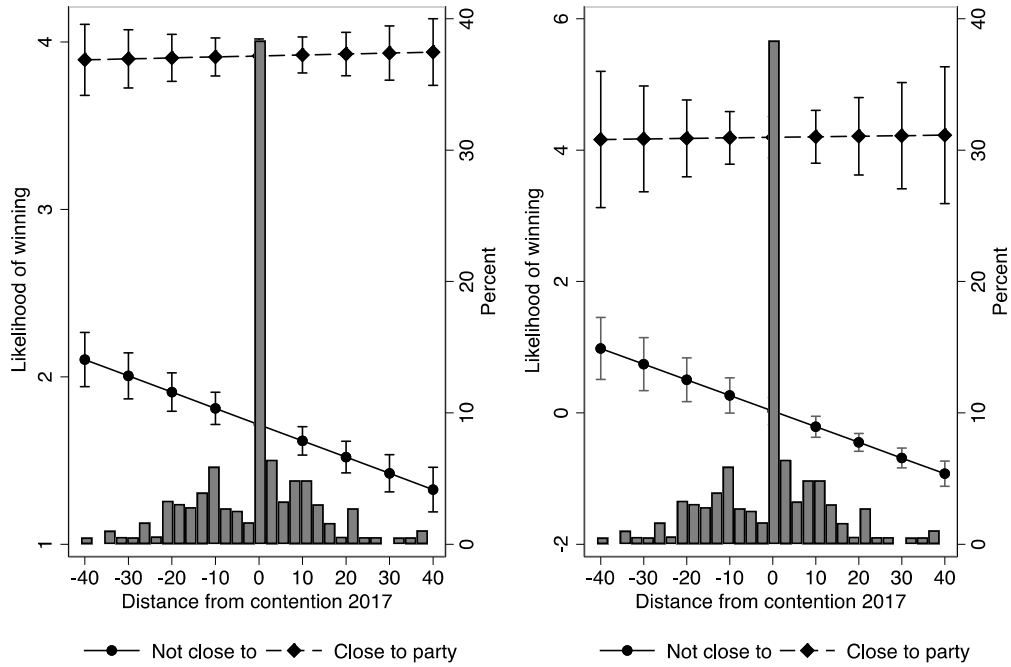 4
3
2
1
Likelihood of winning
40
30
20
10
0
Percent
-40 -30 -20 -10 0 10 20 30 40
Distance from contention 2017
Not close to Close to party
6
4
2
0
-2
Likelihood of winning
40
30
20
10
0
Percent
-40 -30 -20 -10 0 10 20 30 40
Distance from contention 2017
Not close to Close to party